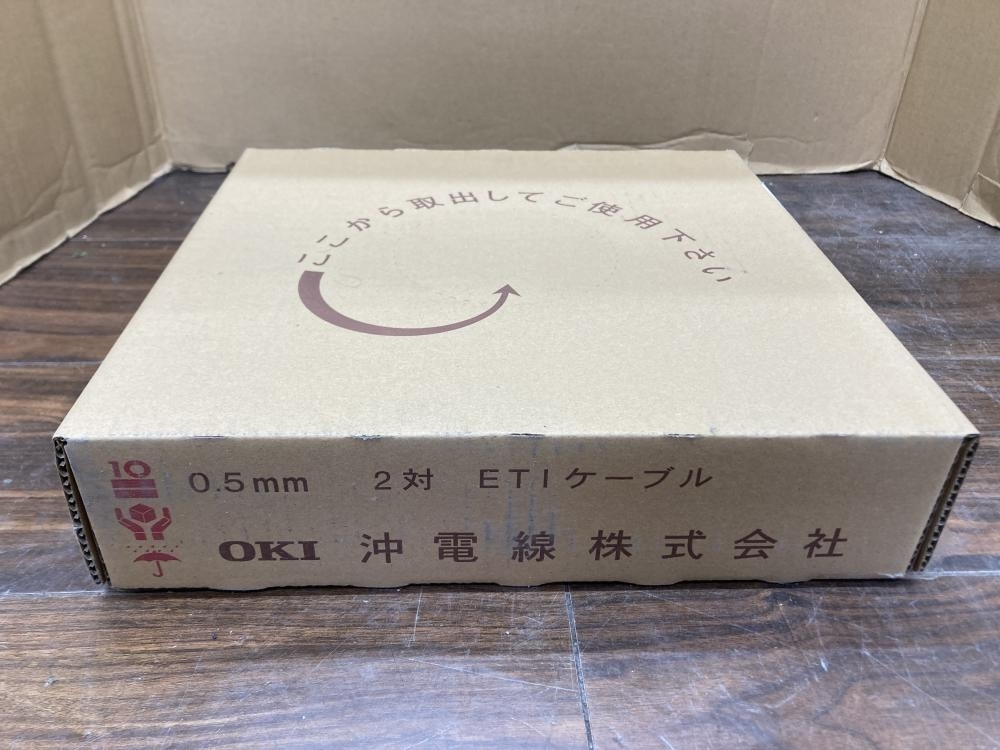 ここから取出してご使用下さい
10
0.5mm 2対 ETIケーブル
OKI 沖電線株式会社